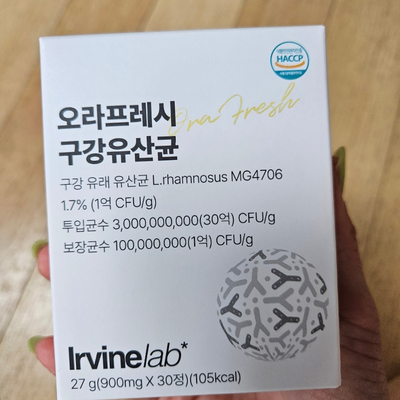 HACCP
오라프레시
Ora Fresh
구강유산균
구강 유래 유산균 L.rhamnosus MG4706
1.7% (1억 CFU/g)
투입균수 3,000,000,000(30억) CFU/g
보장균수 100,000,000(1억) CFU/g
Irvinelab*
27 g(900mg X 30정)(105kcal)